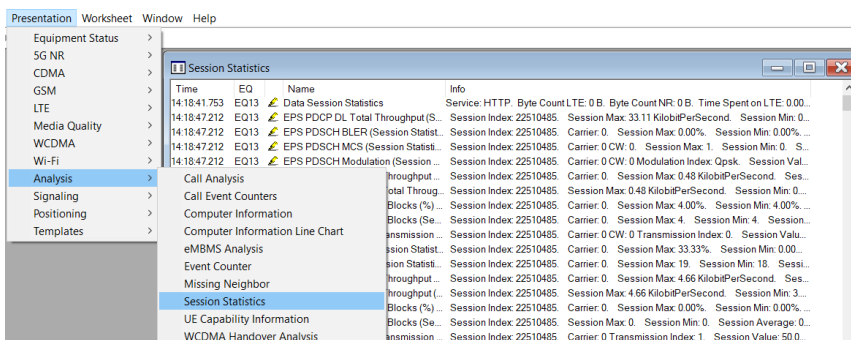 Presentation Worksheet Window Help
Equipment Status
5G NR
CDMA
GSM
LTE
Media Quality
WCDMA
Wi-Fi
Analysis
Signaling
Positioning
Templates
Call Analysis
Call Event Counters
Computer Information
Computer Information Line Chart
eMBMS Analysis
Event Counter
Missing Neighbor
Session Statistics
UE Capability Information
WCDMA Handover Analysis
Session Statistics
Time EQ Name Info
14:18:41.753 EQ13 Data Session Statistics Service: HTTP. Byte Count LTE: 0 B. Byte Count NR: 0 B. Time Spent on LTE: 0.00...
14:18:47.212 EQ13 EPS PDCP DL Total Throughput (S... Session Index: 22510485. Session Max: 33.11 KilobitPerSecond. Session Min: 0...
14:18:47.212 EQ13 EPS PDSCH BLER (Session Statist... Session Index: 22510485. Carrier: 0. Session Max: 0.00%. Session Min: 0.00%. ...
14:18:47.212 EQ13 EPS PDSCH MCS (Session Statisti... Session Index: 22510485. Carrier: 0 CW: 0. Session Max: 1. Session Min: 0. S...
14:18:47.212 EQ13 EPS PDSCH Modulation (Session ... Session Index: 22510485. Carrier: 0 CW: 0 Modulation Index: Qpsk. Session Val...
hroughput ... Session Index: 22510485. Carrier: 0. Session Max: 0.48 KilobitPerSecond. Ses...
otal Throug... Session Index: 22510485. Session Max: 0.48 KilobitPerSecond. Session Min: 0....
Blocks (%) ... Session Index: 22510485. Carrier: 0. Session Max: 4.00%. Session Min: 4.00%. ...
Blocks (Se... Session Index: 22510485. Carrier: 0. Session Max: 4. Session Min: 4. Session...
ansmission ... Session Index: 22510485. Carrier: 0 CW: 0 Transmission Index: 0. Session Valu...
ssion Statist... Session Index: 22510485. Carrier: 0. Session Max: 33.33%. Session Min: 0.00...
sion Statisti... Session Index: 22510485. Carrier: 0. Session Max: 19. Session Min: 18. Sessi...
hroughput ... Session Index: 22510485. Carrier: 0. Session Max: 4.66 KilobitPerSecond. Ses...
hroughput (... Session Index: 22510485. Session Max: 4.66 KilobitPerSecond. Session Min: 3....
Blocks (%) ... Session Index: 22510485. Carrier: 0. Session Max: 0.00%. Session Min: 0.00%. ...
Blocks (Se... Session Index: 22510485. Carrier: 0. Session Max: 0. Session Min: 0. Session Average: 0...
ansmission ... Session Index: 22510485. Carrier: 0 Transmission Index: 1. Session Value: 50.0...